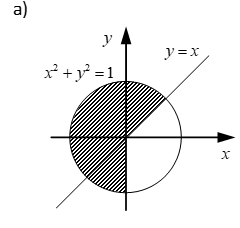 a)
y
y = x
x² + y² = 1
x